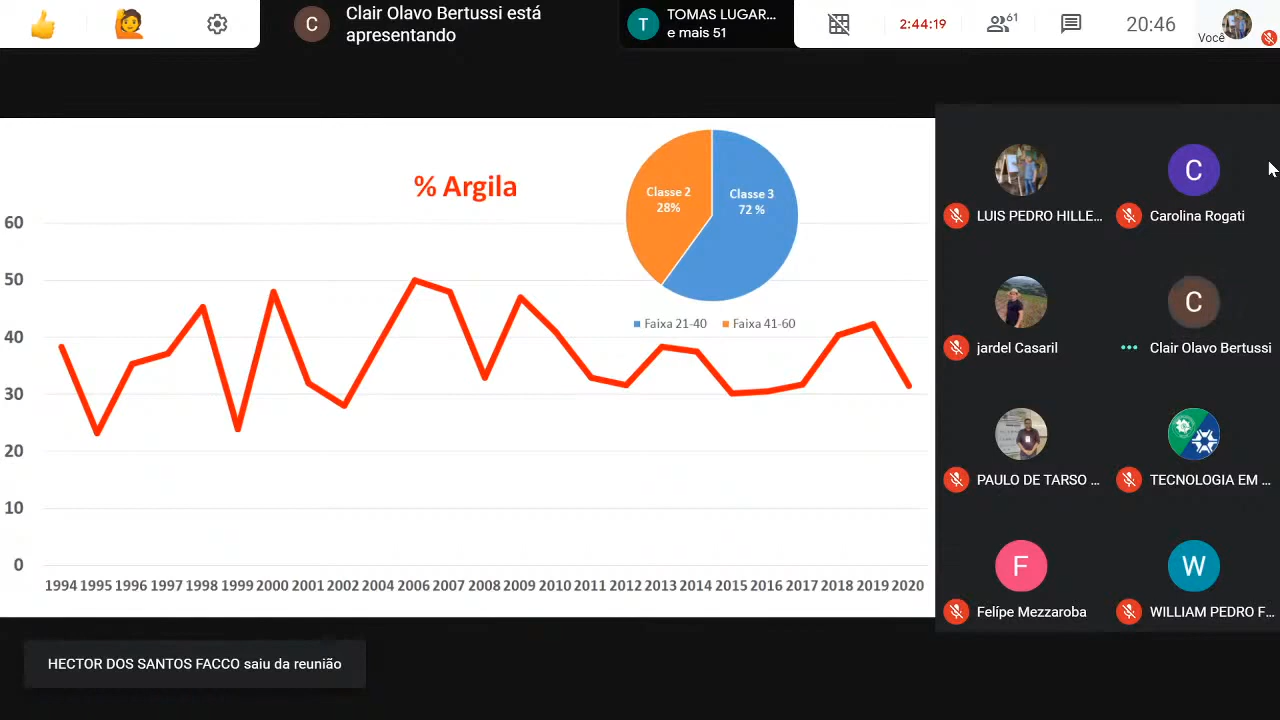 Clair Olavo Bertussi está
apresentando
C
T
TOMAS LUGAR...
e mais 51
2:44:19
61
20:46
Você
% Argila
Classe 2
28%
Classe 3
72 %
Faixa 21-40
Faixa 41-60
60
50
40
30
20
10
0
1994 1995 1996 1997 1998 1999 2000 2001 2002 2004 2006 2007 2008 2009 2010 2011 2012 2013 2014 2015 2016 2017 2018 2019 2020
LUIS PEDRO HILLE...
C
Carolina Rogati
jardel Casaril
C
Clair Olavo Bertussi
PAULO DE TARSO ...
TECNOLOGIA EM ...
F
Felípe Mezzaroba
W
WILLIAM PEDRO F...
HECTOR DOS SANTOS FACCO saiu da reunião